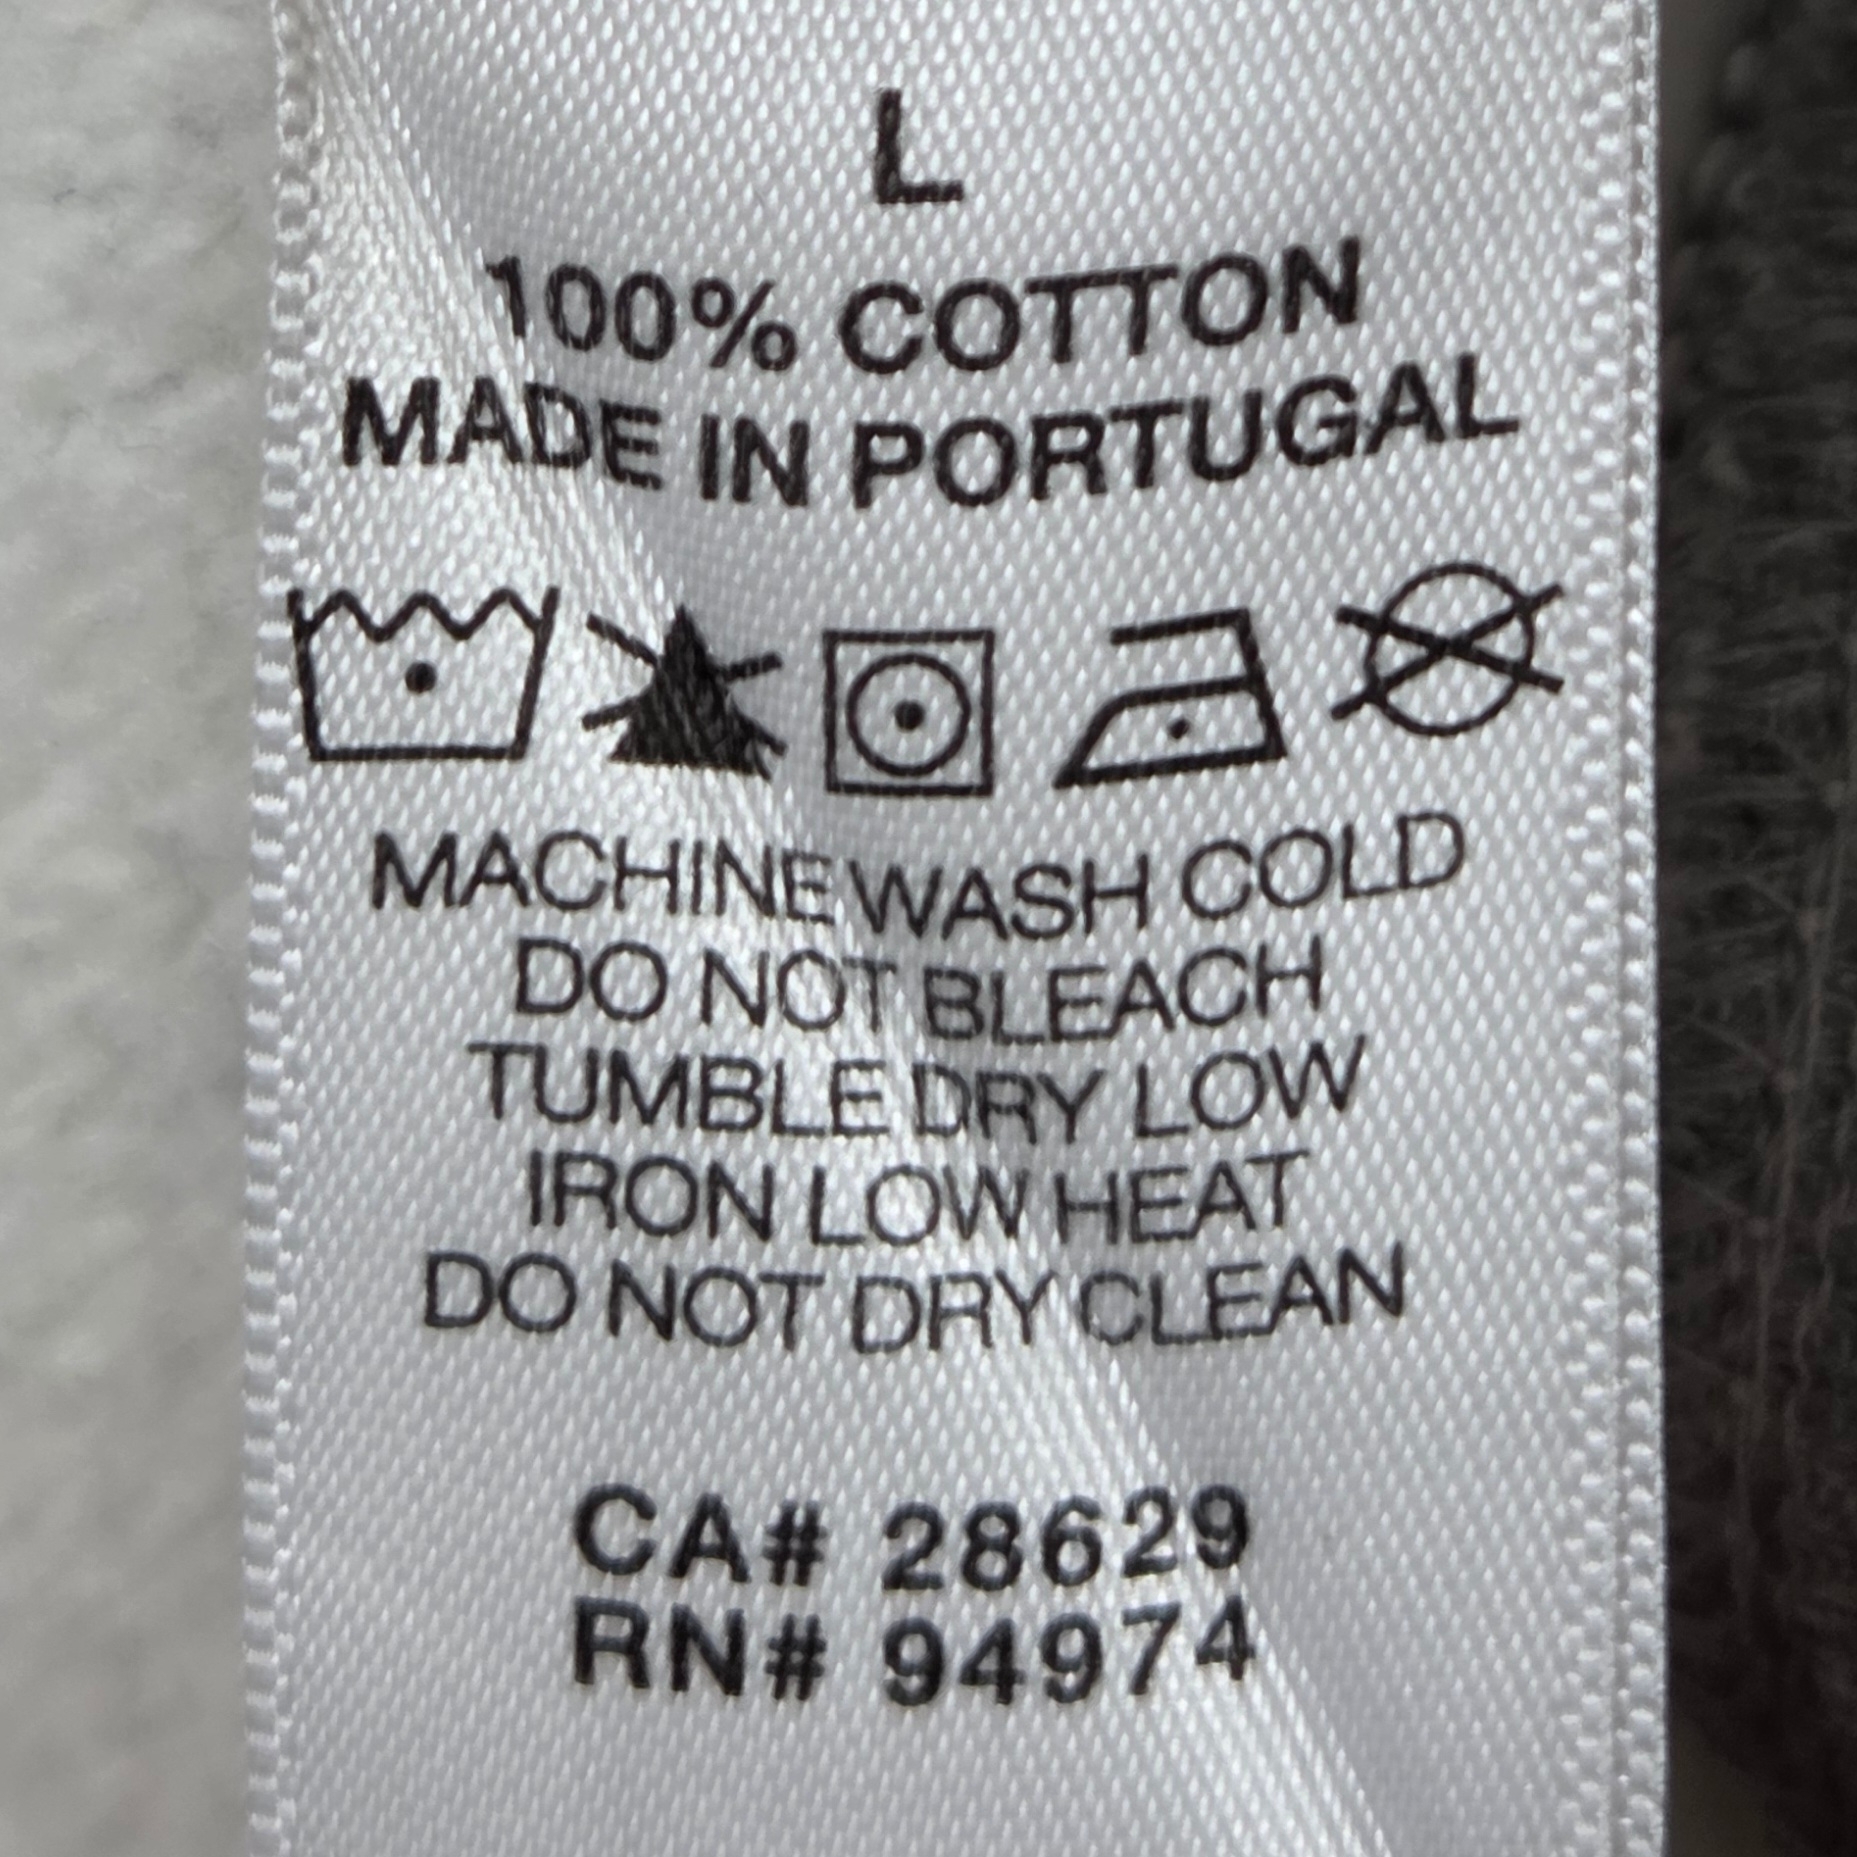 L
100% COTTON
MADE IN PORTUGAL
MACHINE WASH COLD
DO NOT BLEACH
TUMBLE DRY LOW
IRON LOW HEAT
DO NOT DRY CLEAN
CA# 28629
RN# 94974